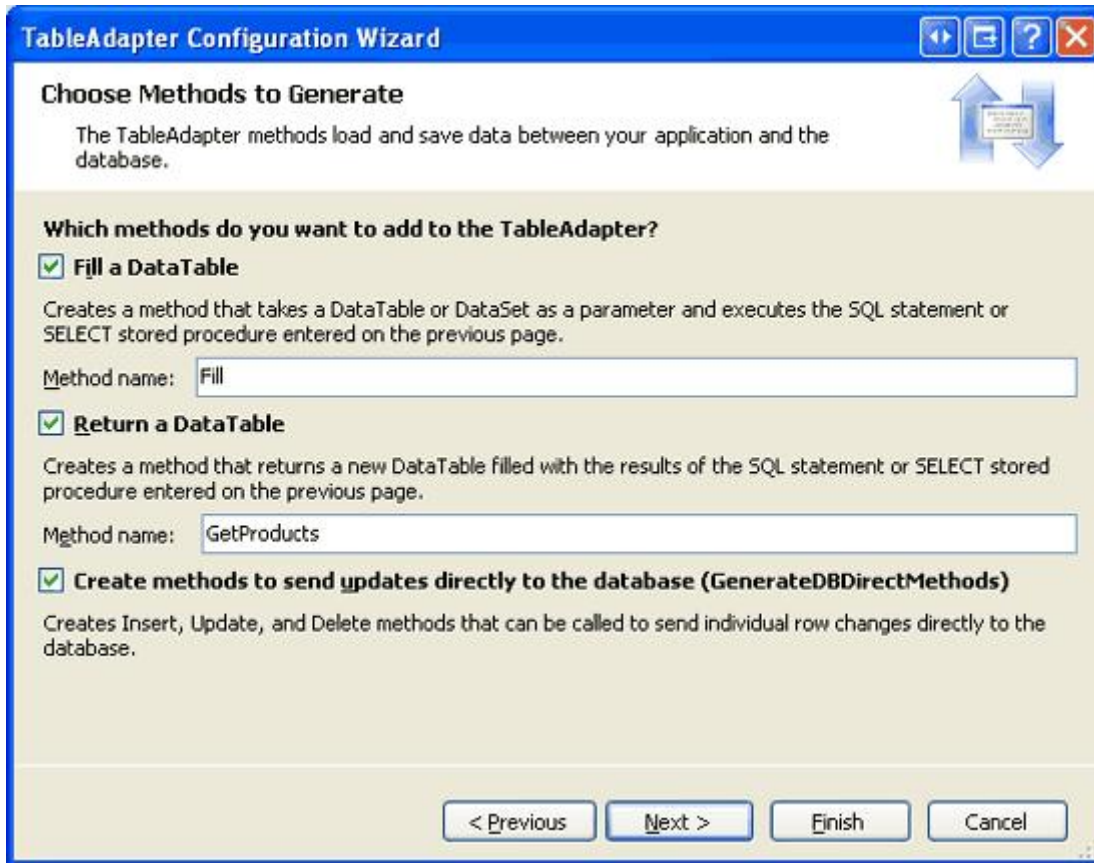 TableAdapter Configuration Wizard
Choose Methods to Generate
The TableAdapter methods load and save data between your application and the
database.
Which methods do you want to add to the TableAdapter?
Fill a DataTable
Creates a method that takes a DataTable or DataSet as a parameter and executes the SQL statement or
SELECT stored procedure entered on the previous page.
Method name: Fill
Return a DataTable
Creates a method that returns a new DataTable filled with the results of the SQL statement or SELECT stored
procedure entered on the previous page.
Method name: GetProducts
Create methods to send updates directly to the database (GenerateDBDirectMethods)
Creates Insert, Update, and Delete methods that can be called to send individual row changes directly to the
database.
< Previous Next > Finish Cancel